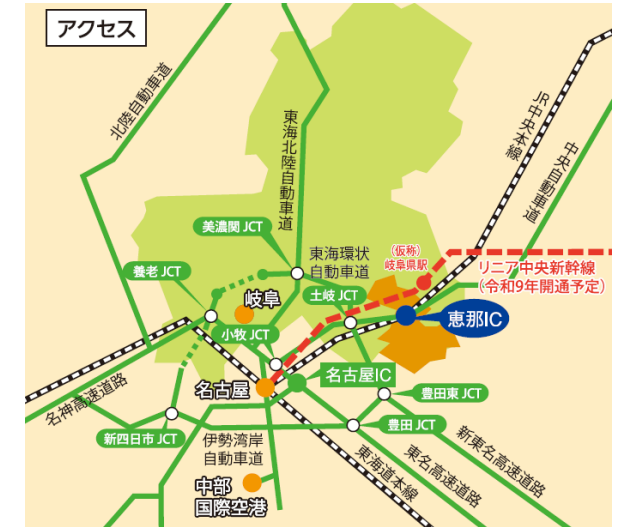 アクセス
北陸自動車道
東海北陸自動車道
JR中央本線
中央自動車道
美濃関 JCT
東海環状
自動車道
(仮称)
岐阜県駅
養老 JCT
リニア中央新幹線
(令和9年開通予定)
岐阜
土岐 JCT
小牧 JCT
恵那IC
名古屋
名古屋IC
名神高速道路
豊田東 JCT
新四日市 JCT
伊勢湾岸
自動車道
豊田 JCT
新東名高速道路
東名高速道路
東海道本線
中部
国際空港